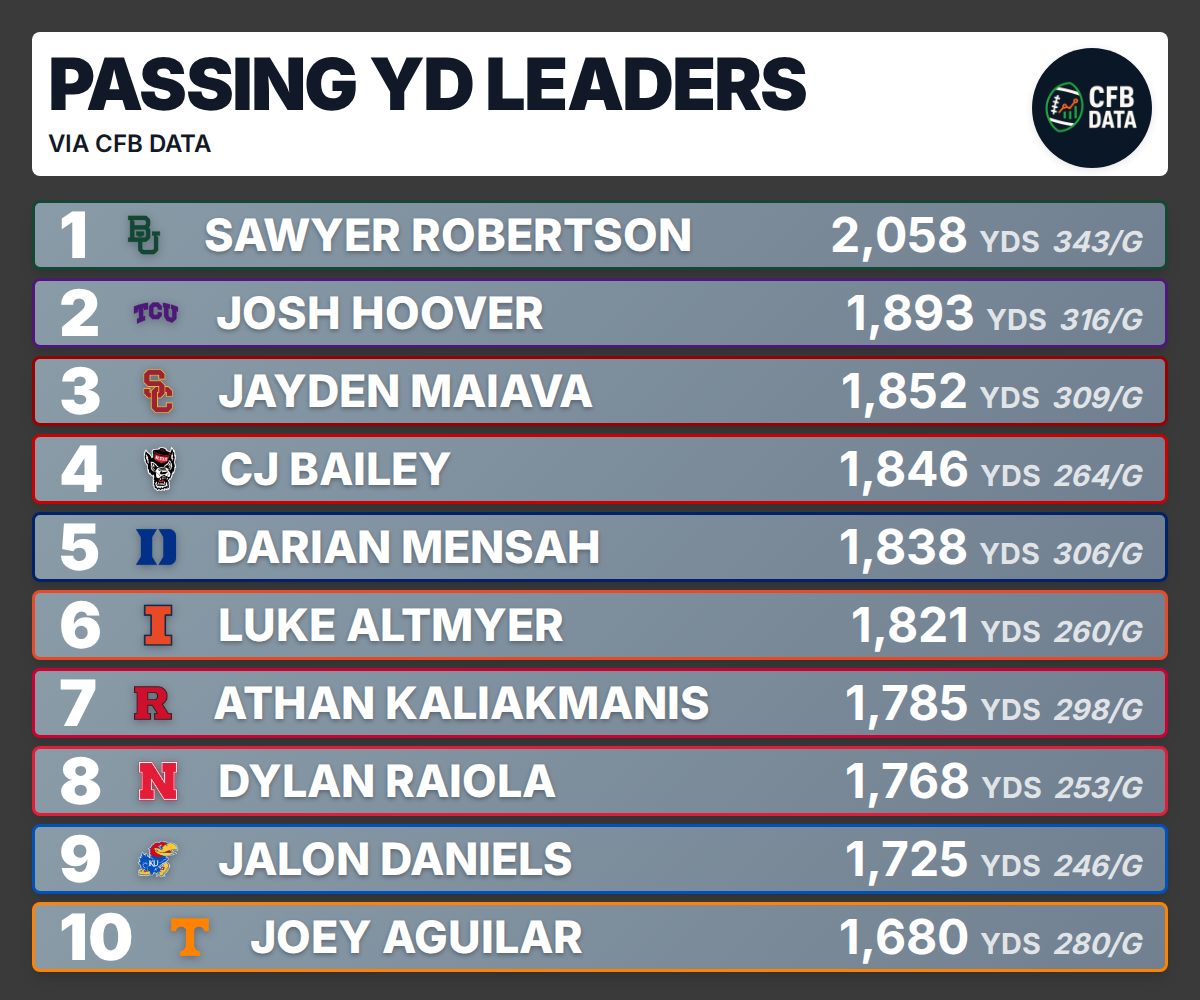 PASSING YD LEADERS
VIA CFB DATA
CFB
DATA
1 BU SAWYER ROBERTSON 2,058 YDS 343/G
2 TCU JOSH HOOVER 1,893 YDS 316/G
3 SC JAYDEN MAIAVA 1,852 YDS 309/G
4 CJ BAILEY 1,846 YDS 264/G
5 D DARIAN MENSAH 1,838 YDS 306/G
6 I LUKE ALTMYER 1,821 YDS 260/G
7 R ATHAN KALIAKMANIS 1,785 YDS 298/G
8 N DYLAN RAIOLA 1,768 YDS 253/G
9 KU JALON DANIELS 1,725 YDS 246/G
10 T JOEY AGUILAR 1,680 YDS 280/G